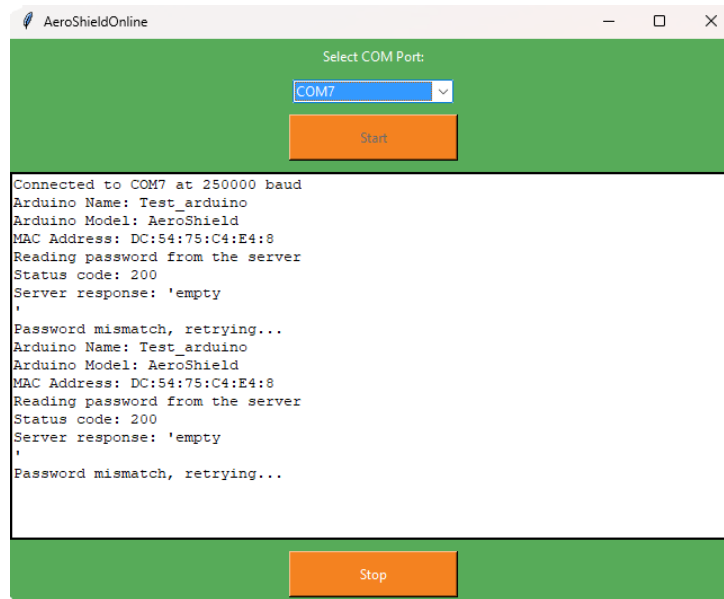 AeroShieldOnline
Select COM Port:
COM7
Start
Connected to COM7 at 250000 baud
Arduino Name: Test_arduino
Arduino Model: AeroShield
MAC Address: DC:54:75:C4:E4:8
Reading password from the server
Status code: 200
Server response: 'empty
'
Password mismatch, retrying...
Arduino Name: Test_arduino
Arduino Model: AeroShield
MAC Address: DC:54:75:C4:E4:8
Reading password from the server
Status code: 200
Server response: 'empty
'
Password mismatch, retrying...
Stop